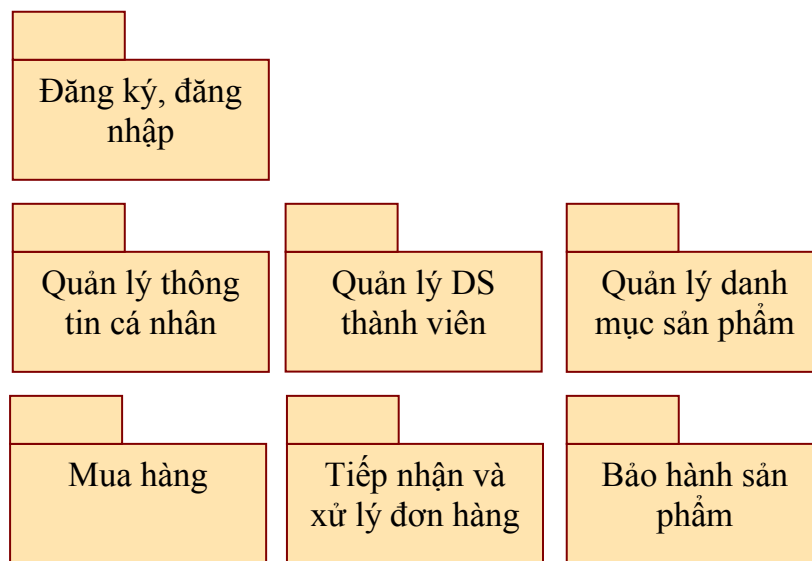 Đăng ký, đăng
nhập
Quản lý thông
tin cá nhân
Quản lý DS
thành viên
Quản lý danh
mục sản phẩm
Mua hàng
Tiếp nhận và
xử lý đơn hàng
Bảo hành sản
phẩm